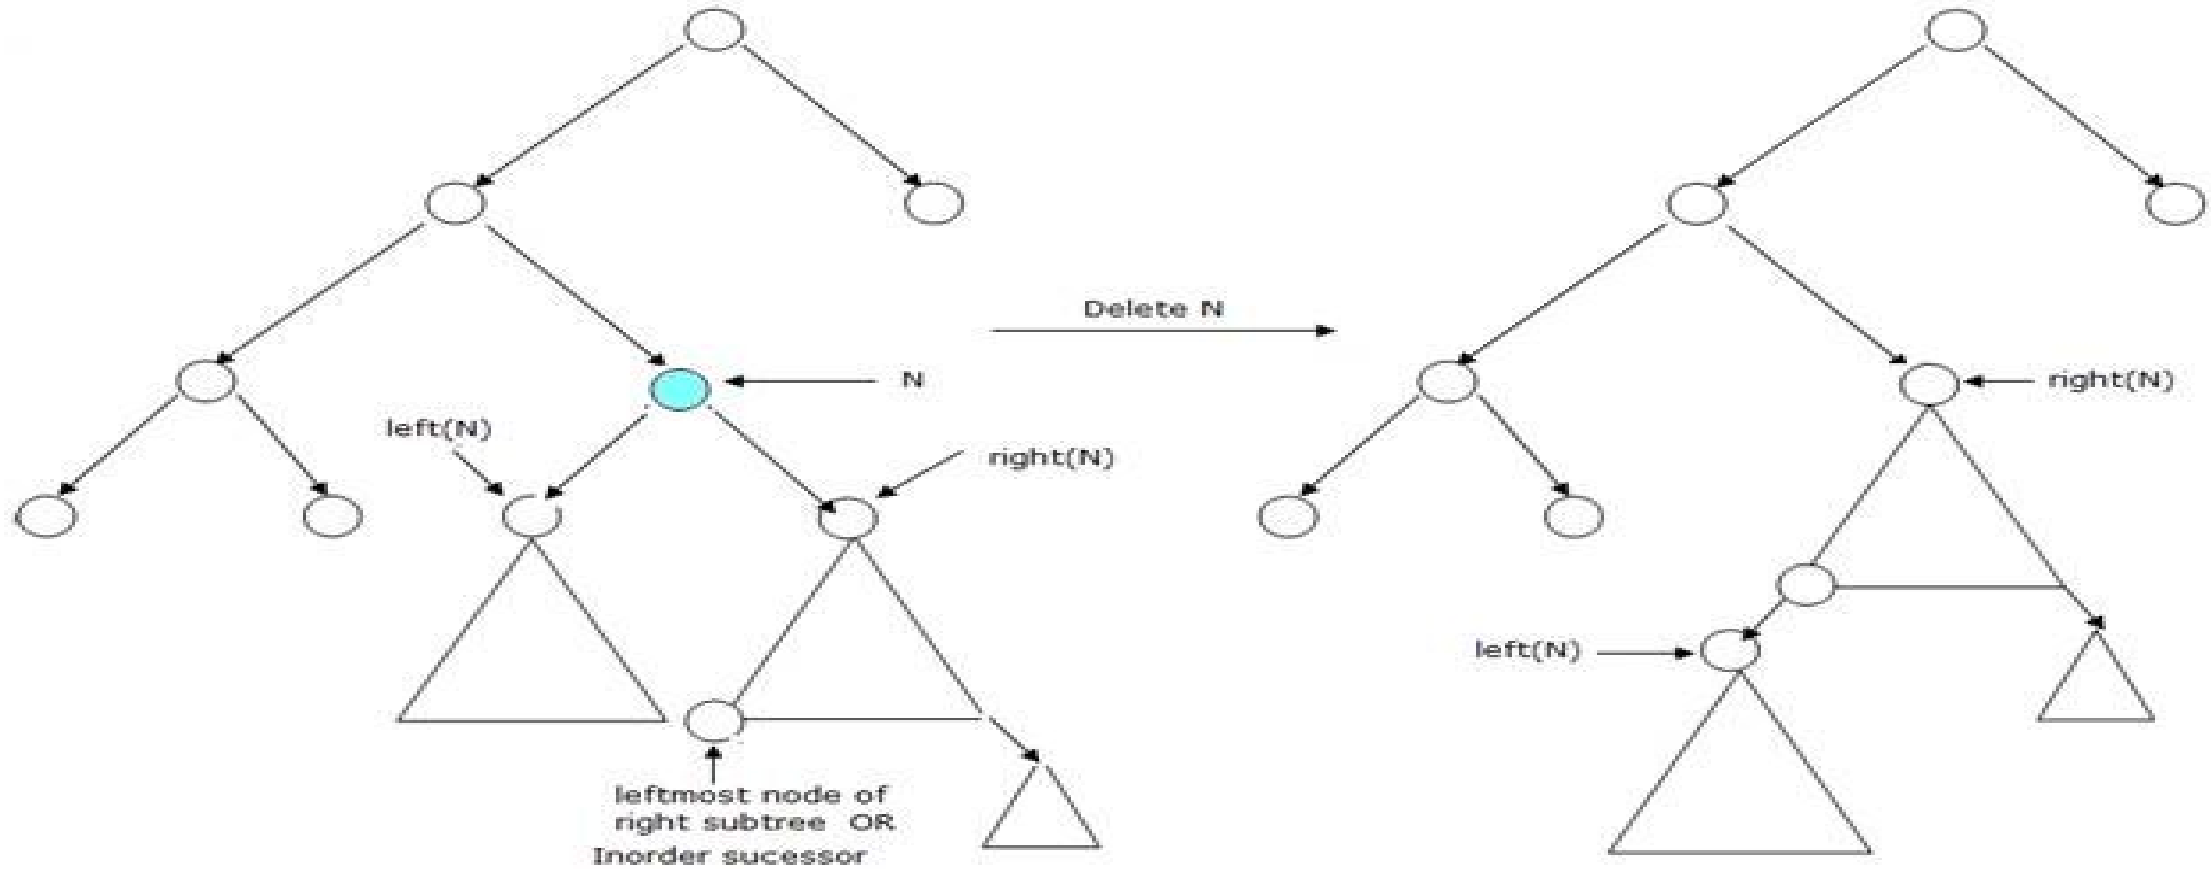 Delete N
N
right(N)
left(N)
right(N)
left(N)
leftmost node of
right subtree OR
Inorder sucessor